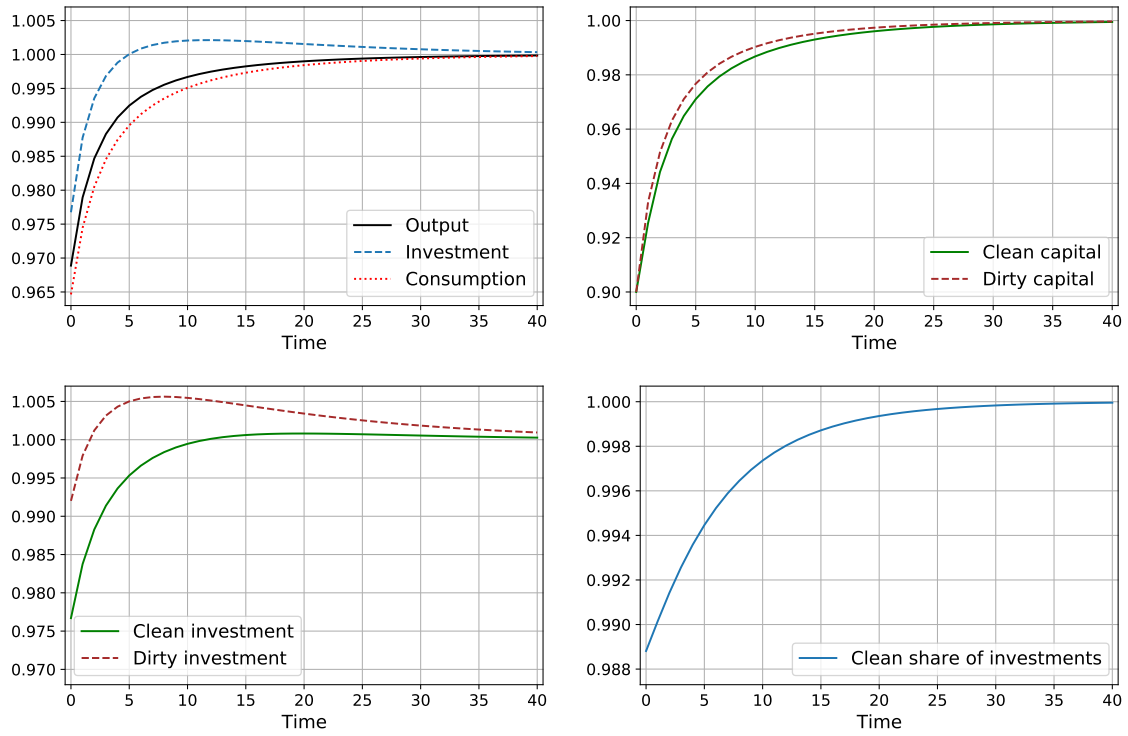 1.005
1.000
0.995
0.990
0.985
0.980
0.975
0.970
0.965
0 5 10 15 20 25 30 35 40
Time
Output
Investment
Consumption
1.00
0.98
0.96
0.94
0.92
0.90
0 5 10 15 20 25 30 35 40
Time
Clean capital
Dirty capital
1.005
1.000
0.995
0.990
0.985
0.980
0.975
0.970
0 5 10 15 20 25 30 35 40
Time
Clean investment
Dirty investment
1.000
0.998
0.996
0.994
0.992
0.990
0.988
0 5 10 15 20 25 30 35 40
Time
Clean share of investments